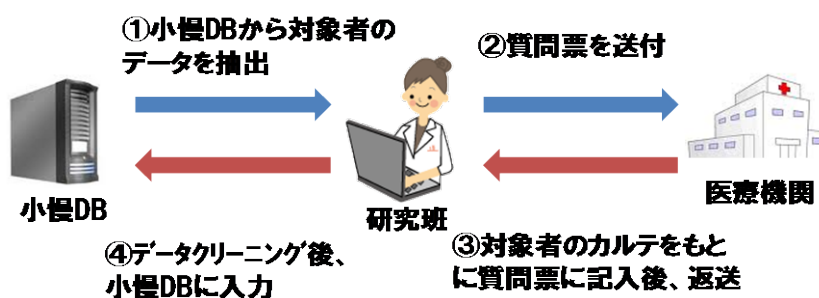 ①小慢DBから対象者の
データを抽出
②質問票を送付
小慢DB
研究班
医療機関
④データクリーニング後、
小慢DBに入力
③対象者のカルテをもと
に質問票に記入後、返送